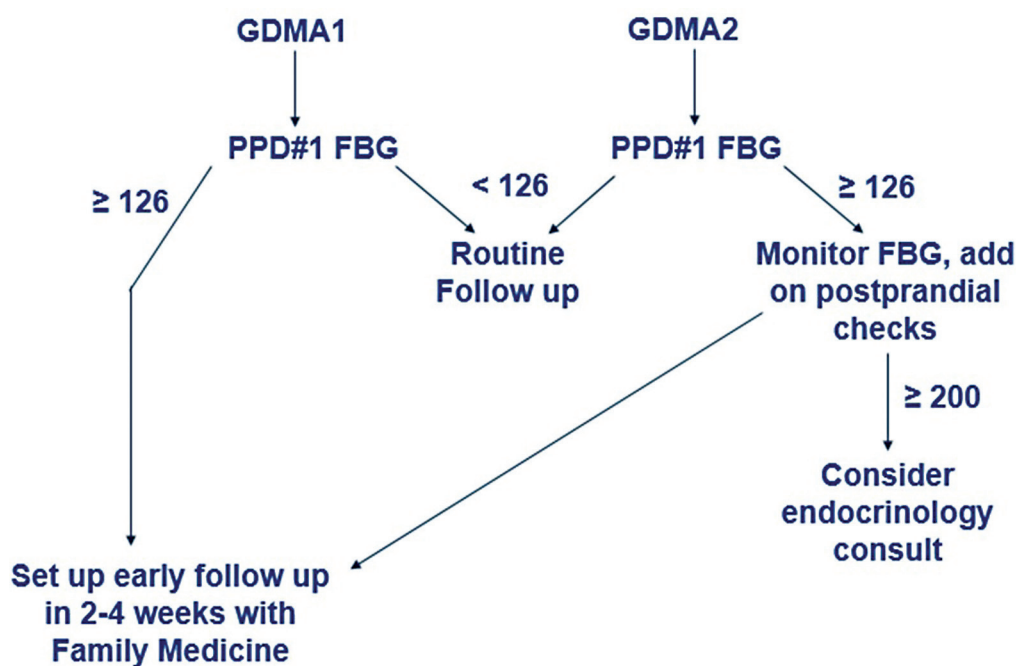 GDMA1
GDMA2
PPD#1 FBG
PPD#1 FBG
≥ 126
< 126
≥ 126
Routine
Follow up
Monitor FBG, add
on postprandial
checks
≥ 200
Consider
endocrinology
consult
Set up early follow up
in 2-4 weeks with
Family Medicine